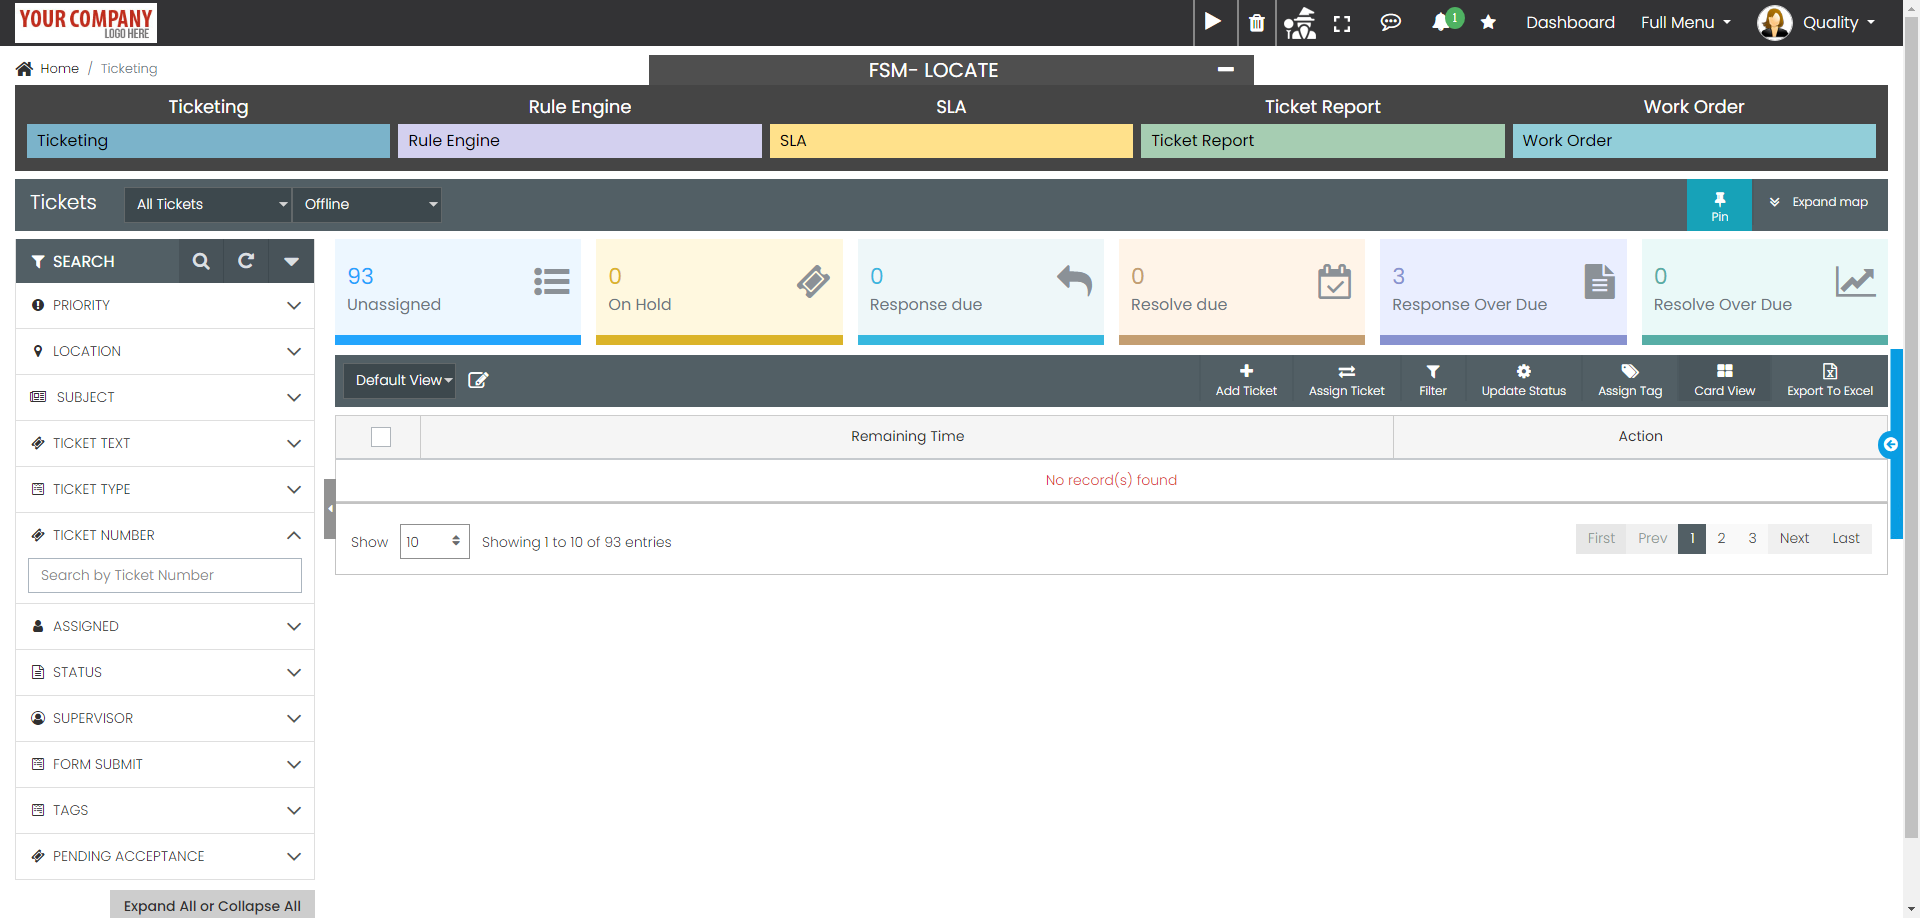 YOUR COMPANY
LOGO HERE
1
Dashboard
Full Menu
Quality
Home / Ticketing
FSM- LOCATE
Ticketing
Rule Engine
SLA
Ticket Report
Work Order
Ticketing
Rule Engine
SLA
Ticket Report
Work Order
Tickets
All Tickets
Offline
Pin
Expand map
SEARCH
PRIORITY
LOCATION
SUBJECT
TICKET TEXT
TICKET TYPE
TICKET NUMBER
Search by Ticket Number
ASSIGNED
STATUS
SUPERVISOR
FORM SUBMIT
TAGS
PENDING ACCEPTANCE
Expand All or Collapse All
93
Unassigned
0
On Hold
0
Response due
0
Resolve due
3
Response Over Due
0
Resolve Over Due
Default View
Add Ticket
Assign Ticket
Filter
Update Status
Assign Tag
Card View
Export To Excel
Remaining Time
Action
No record(s) found
Show 10 Showing 1 to 10 of 93 entries
First Prev 1 2 3 Next Last